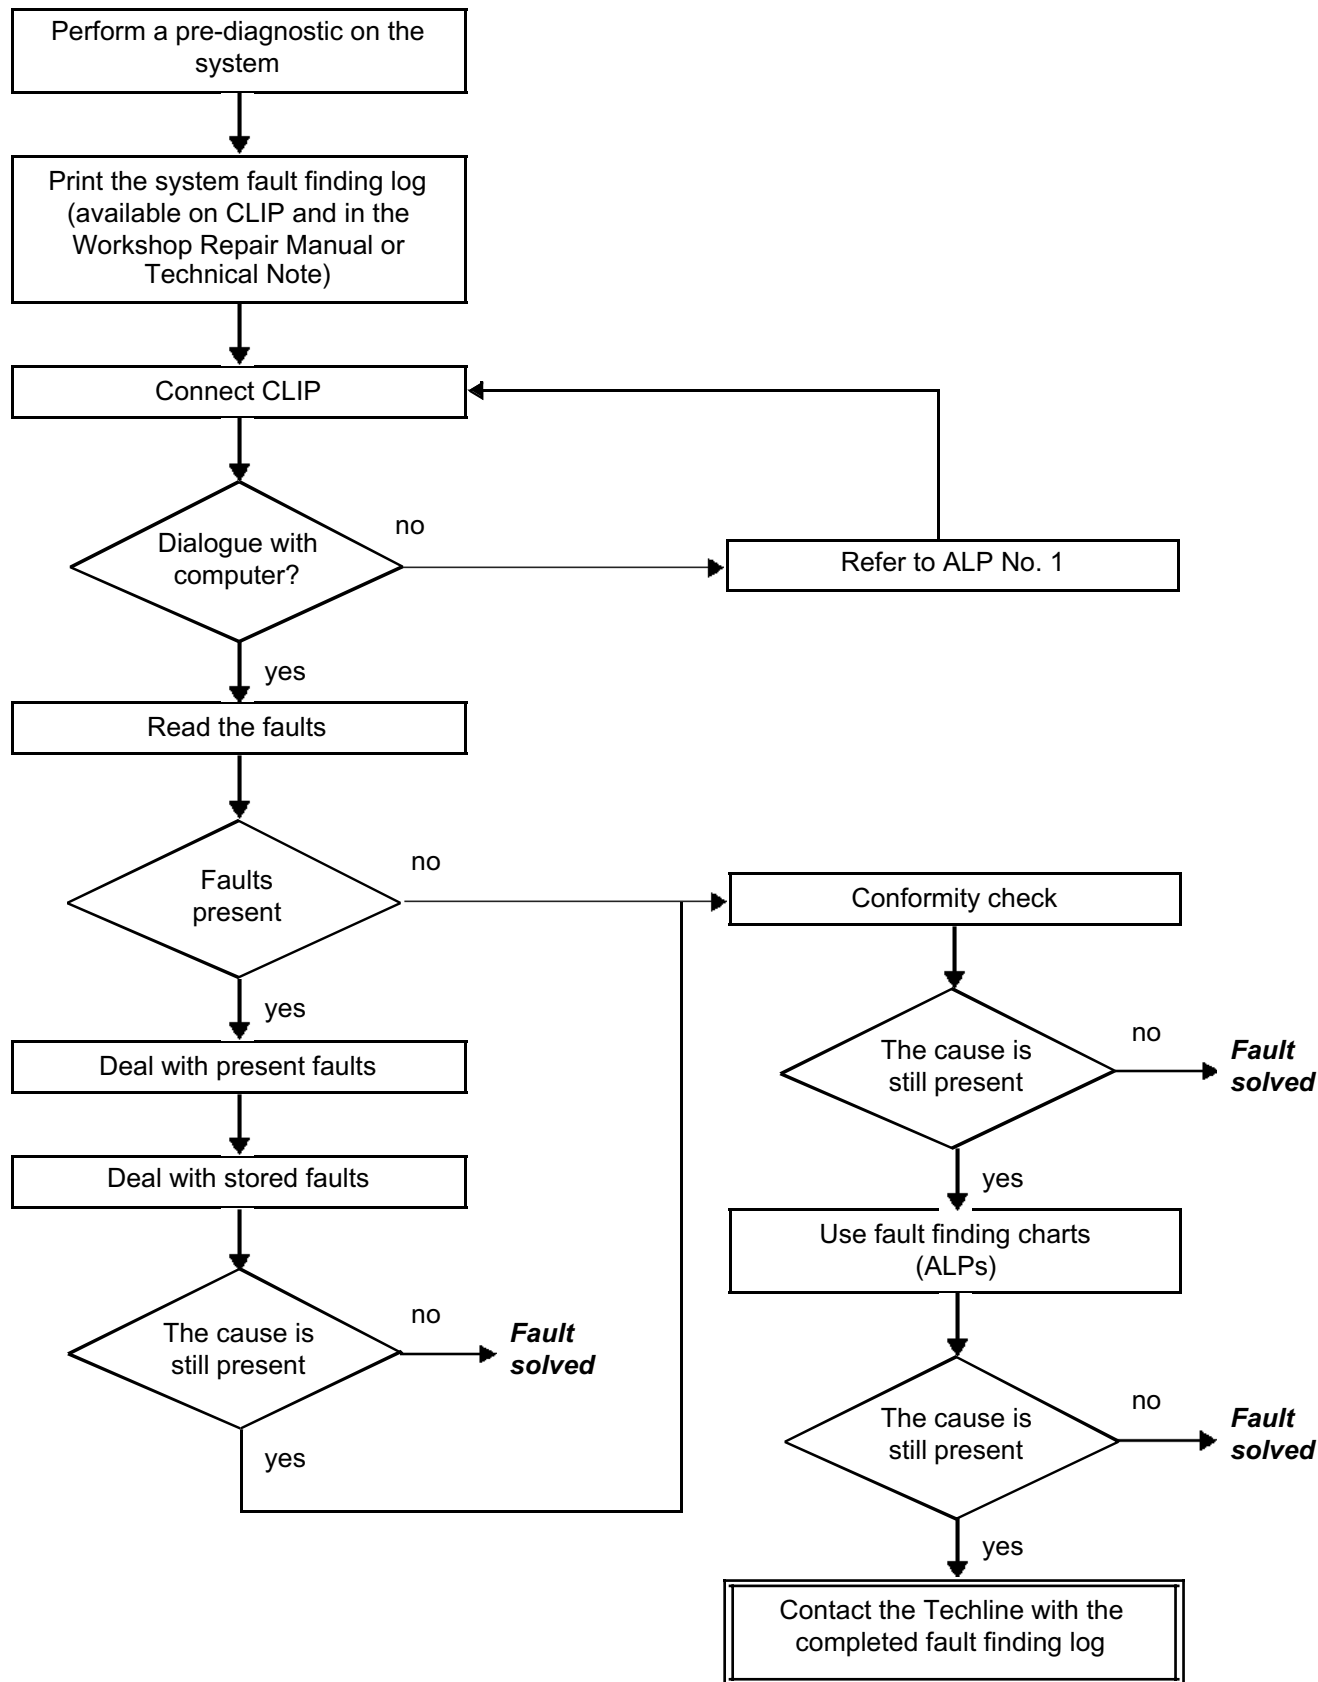 Perform a pre-diagnostic on the
system
Print the system fault finding log
(available on CLIP and in the
Workshop Repair Manual or
Technical Note)
Connect CLIP
Dialogue with
computer?
no
Refer to ALP No. 1
yes
Read the faults
Faults
present
no
Conformity check
yes
Deal with present faults
The cause is
still present
no
Fault
solved
Deal with stored faults
yes
Use fault finding charts
(ALPs)
The cause is
still present
no
Fault
solved
yes
The cause is
still present
no
Fault
solved
yes
Contact the Techline with the
completed fault finding log